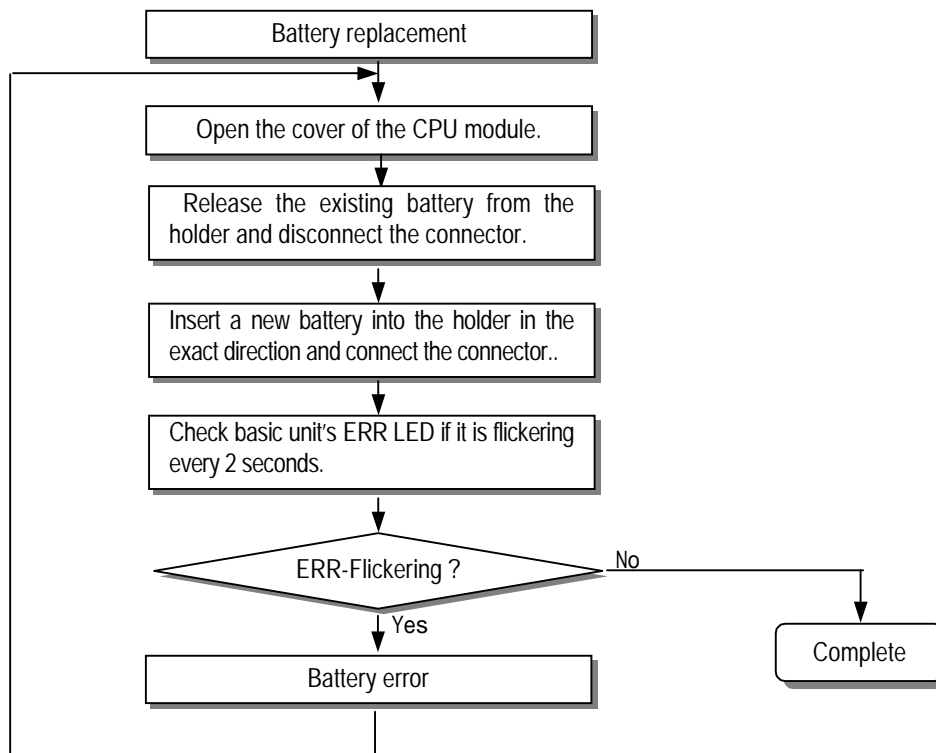 Battery replacement
Open the cover of the CPU module.
Release the existing battery from the
holder and disconnect the connector.
Insert a new battery into the holder in the
exact direction and connect the connector..
Check basic unit's ERR LED if it is flickering
every 2 seconds.
ERR-Flickering ?
No
Yes
Complete
Battery error